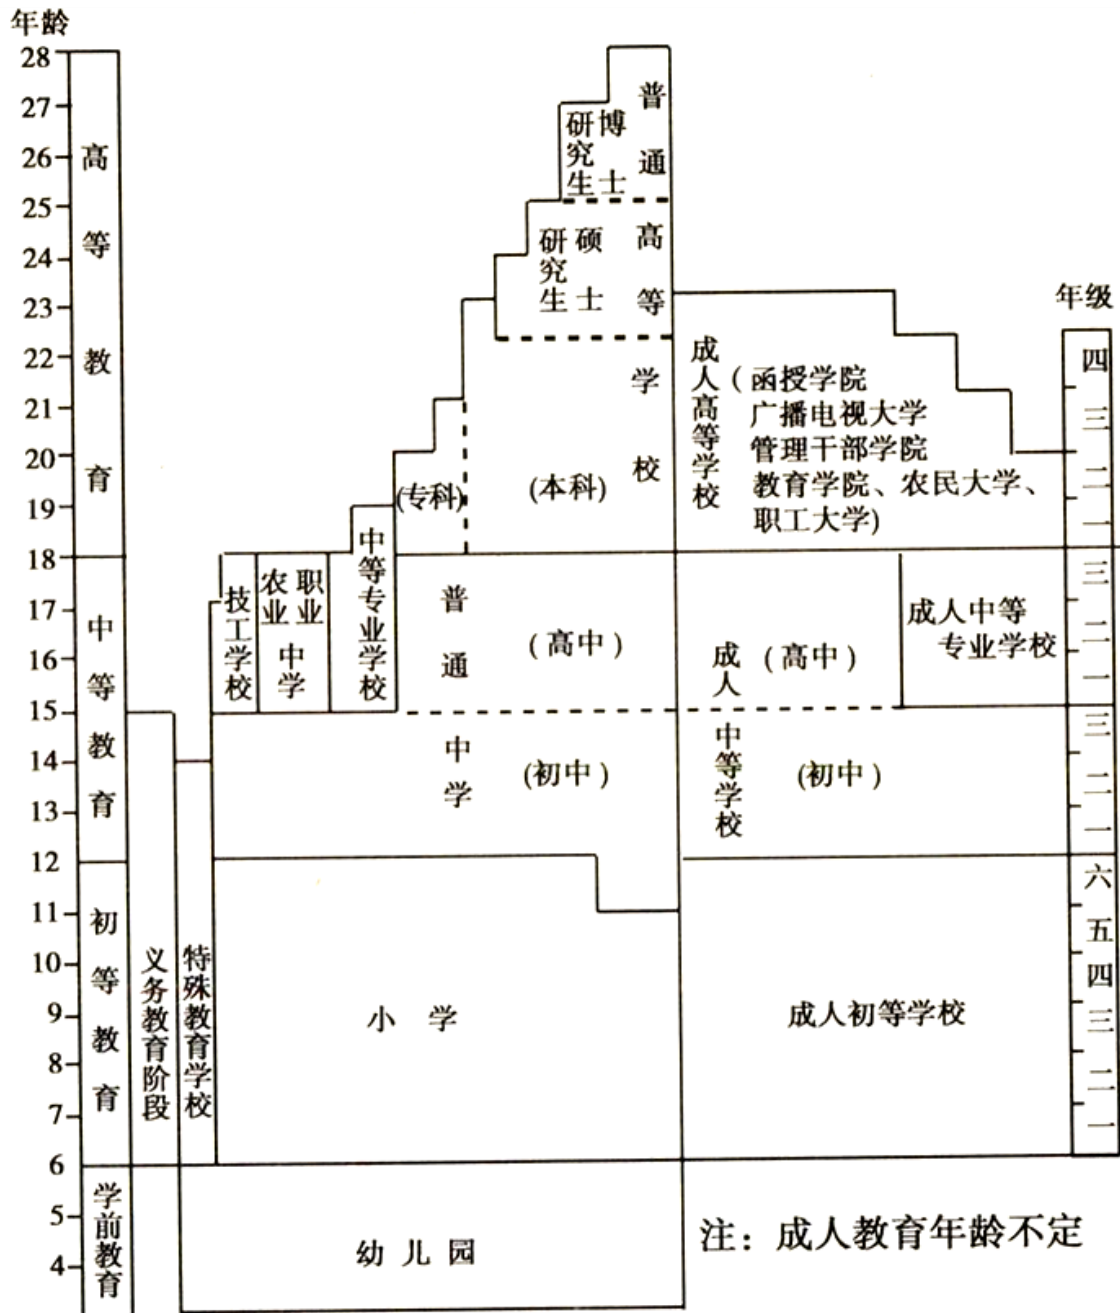 年龄
28
27
26
25
24
23
22
21
20
19
18
17
16
15
14
13
12
11
10
9
8
7
6
5
4
高等教育
中等教育
初等教育
学前教育
义务教育阶段
特殊教育学校
技工学校
农业
职业
中学
中等专业学校
普通高等学校
博士
研究生
硕士
研究生
(专科)
(本科)
普通中学
(高中)
(初中)
小学
幼儿园
成人高等学校
(函授学院
广播电视大学
管理干部学院
教育学院、农民大学、
职工大学)
成人中等学校
(高中)
(初中)
成人中等
专业学校
成人初等学校
年级
四
三
二
一
三
二
一
三
二
一
六
五
四
三
二
一
注：成人教育年龄不定